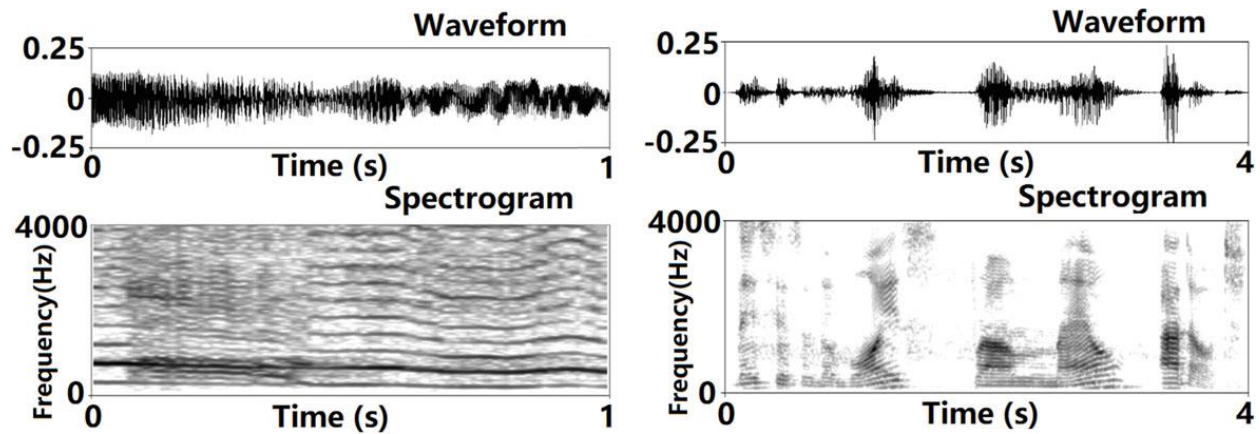 Waveform
0.25
0
-0.25
0
Time (s)
1
Spectrogram
4000
Frequency(Hz)
0
0
Time (s)
1
Waveform
0.25
0
-0.25
0
Time (s)
4
Spectrogram
4000
Frequency(Hz)
0
0
Time (s)
4